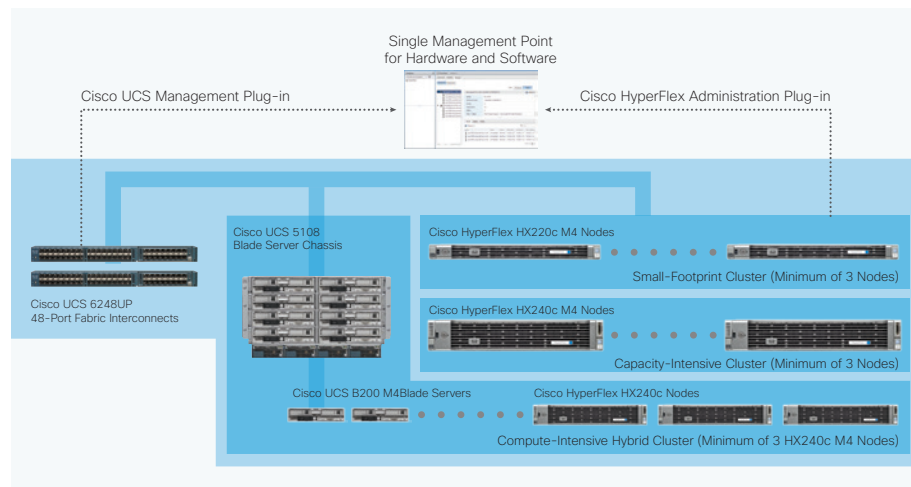 Single Management Point
for Hardware and Software
Cisco UCS Management Plug-in
Cisco HyperFlex Administration Plug-in
Cisco UCS 5108
Blade Server Chassis
Cisco HyperFlex HX220c M4 Nodes
Small-Footprint Cluster (Minimum of 3 Nodes)
Cisco UCS 6248UP
48-Port Fabric Interconnects
Cisco HyperFlex HX240c M4 Nodes
Capacity-Intensive Cluster (Minimum of 3 Nodes)
Cisco UCS B200 M4Blade Servers
Cisco HyperFlex HX240c Nodes
Compute-Intensive Hybrid Cluster (Minimum of 3 HX240c M4 Nodes)